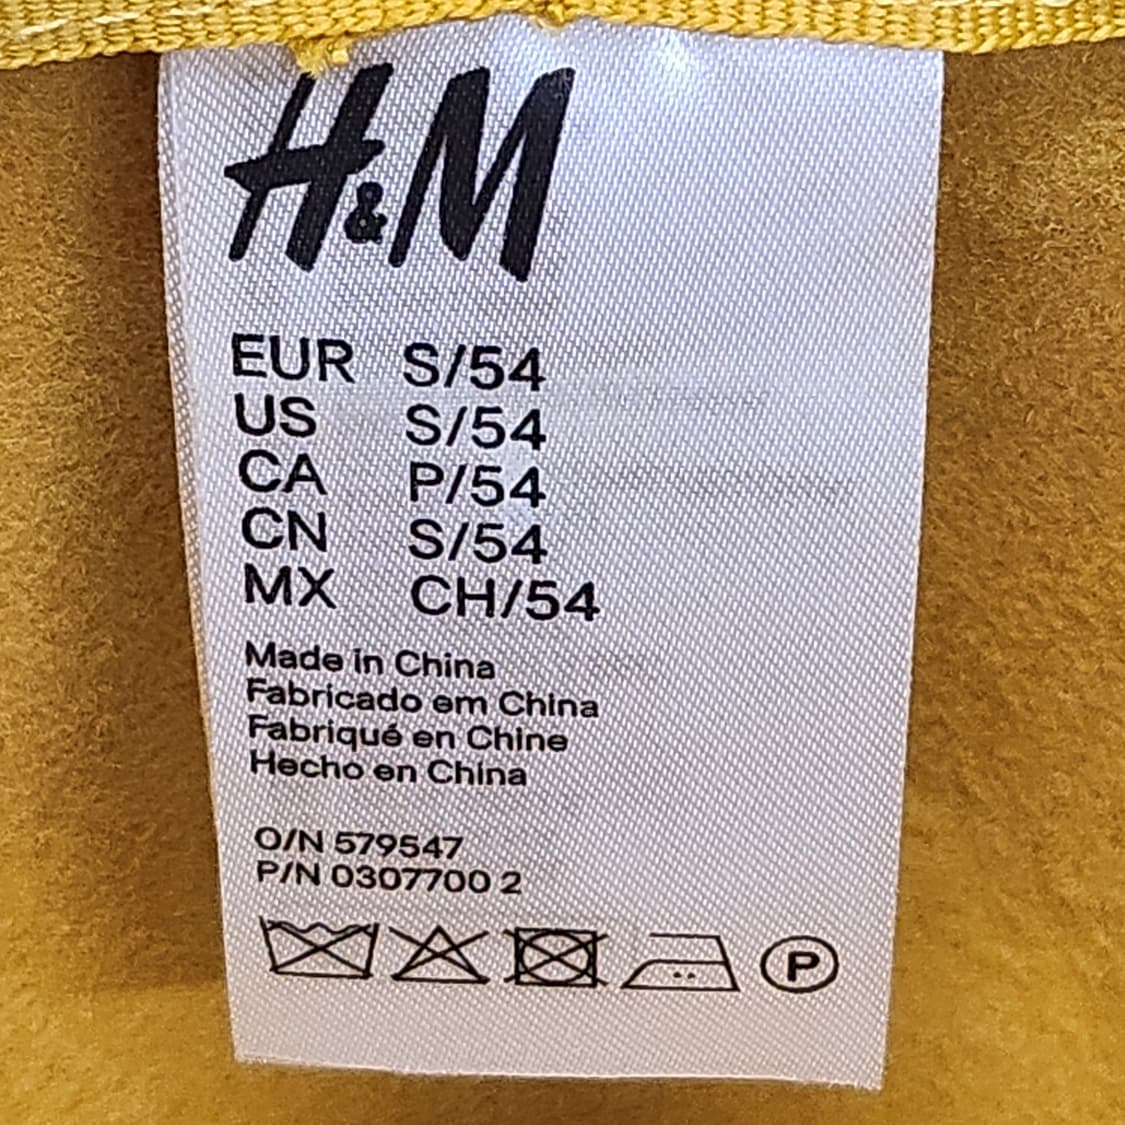 H&M
EUR S/54
US S/54
CA P/54
CN S/54
MX CH/54
Made in China
Fabricado em China
Fabriqué en Chine
Hecho en China
O/N 579547
P/N 0307700 2
P